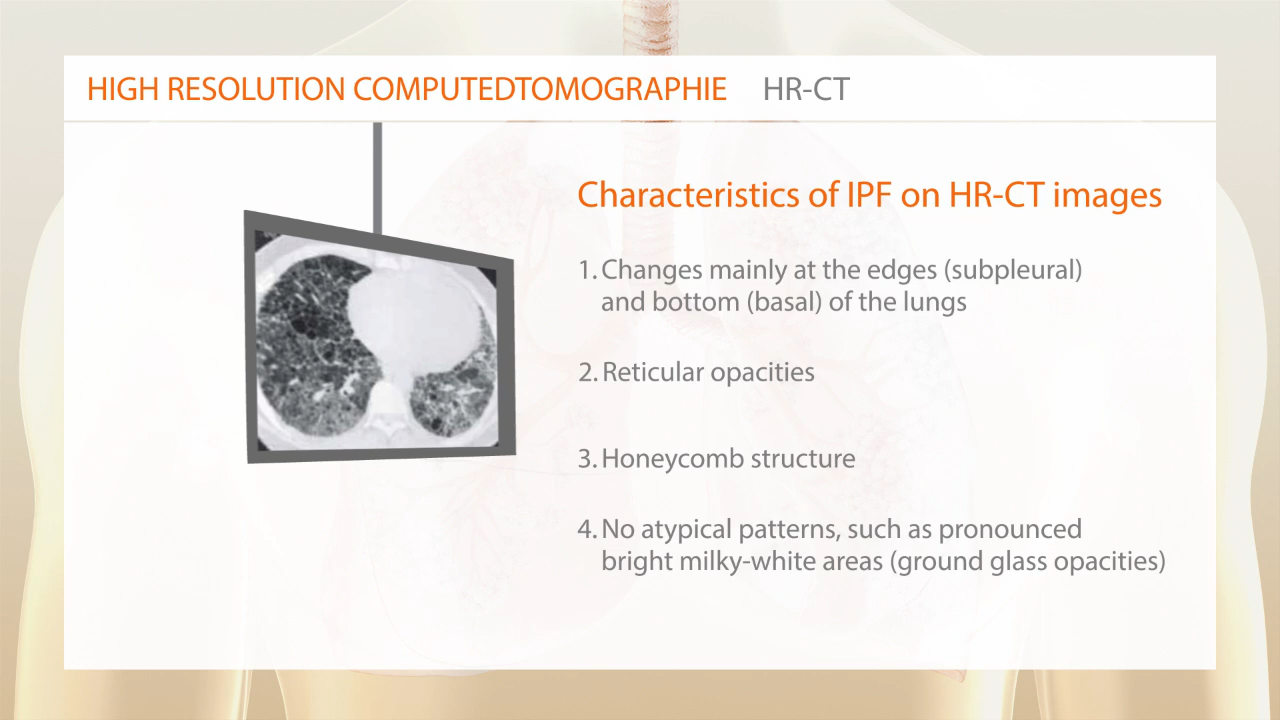 HIGH RESOLUTION COMPUTEDTOMOGRAPHIE HR-CT
Characteristics of IPF on HR-CT images
1. Changes mainly at the edges (subpleural)
and bottom (basal) of the lungs
2. Reticular opacities
3. Honeycomb structure
4. No atypical patterns, such as pronounced
bright milky-white areas (ground glass opacities)